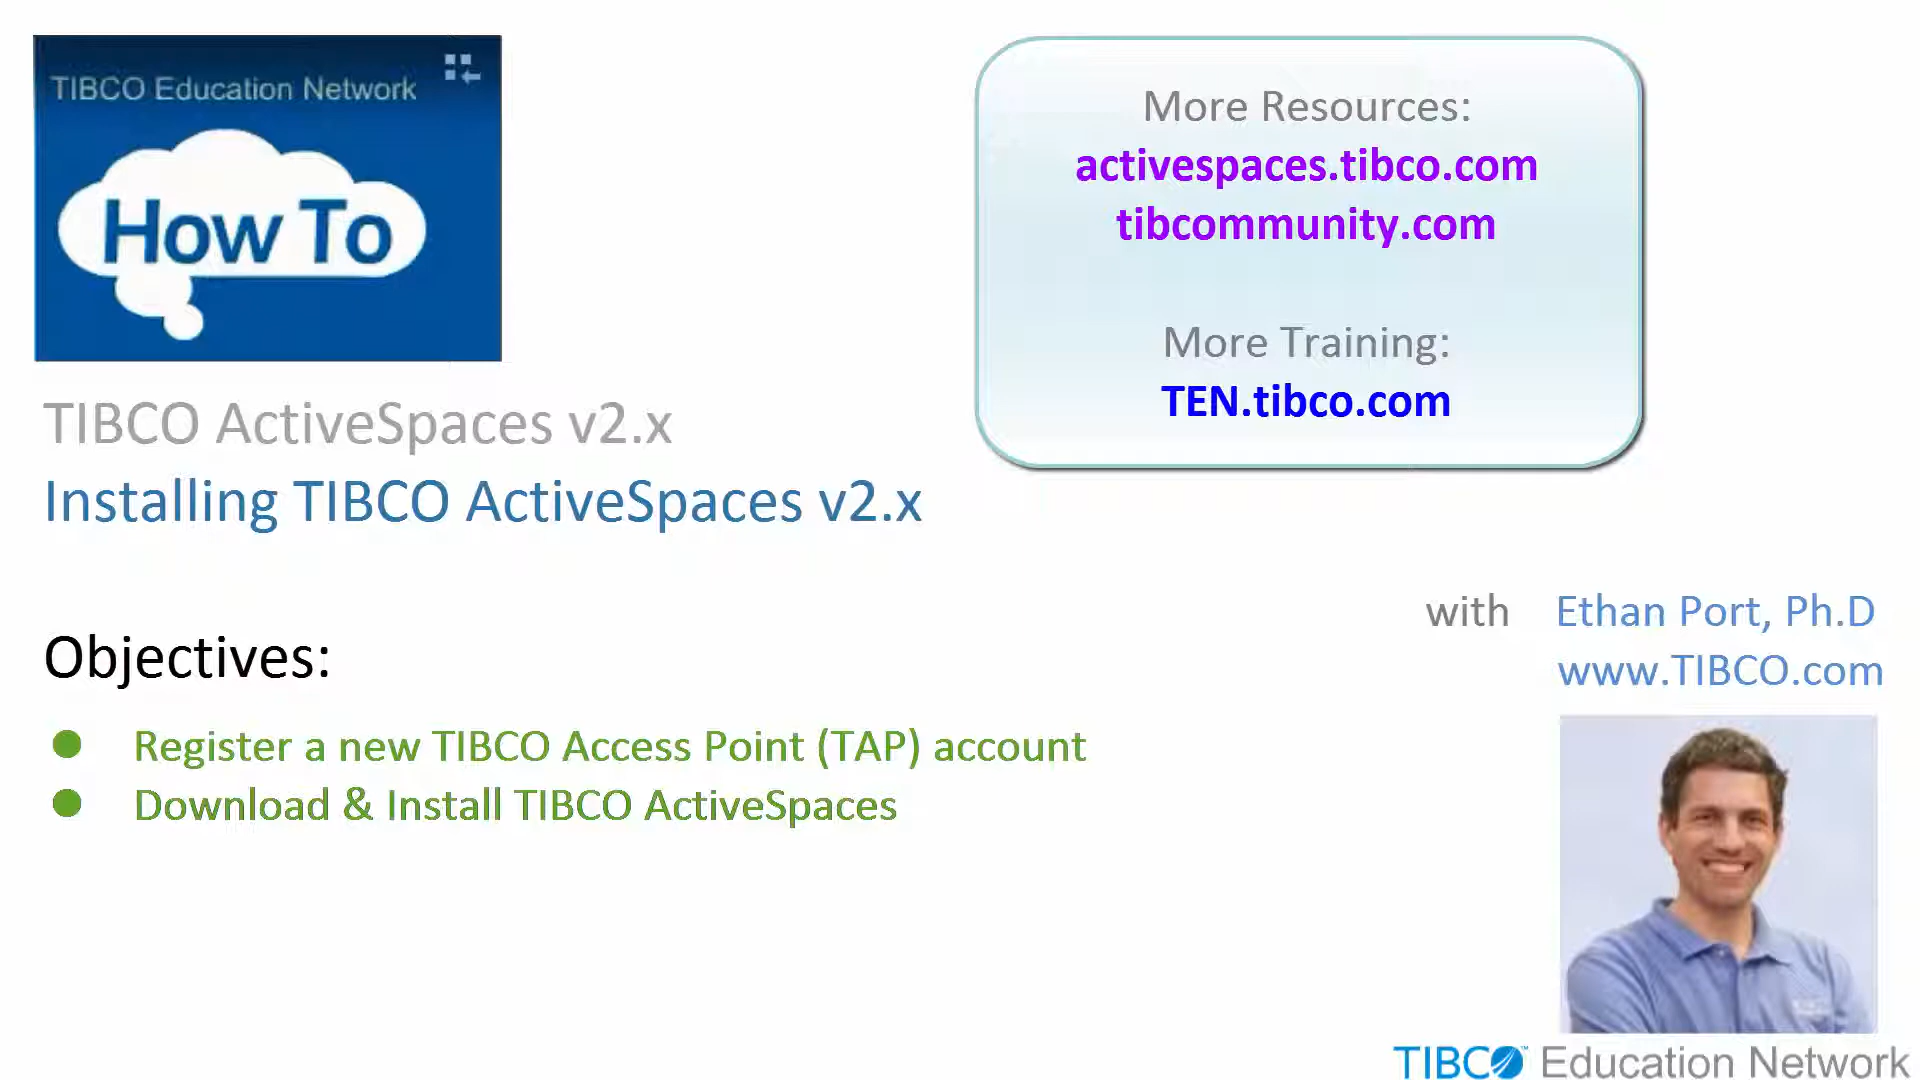 TIBCO Education Network
How To
More Resources:
activespaces.tibco.com
tibcommunity.com
More Training:
TEN.tibco.com
TIBCO ActiveSpaces v2.x
Installing TIBCO ActiveSpaces v2.x
with Ethan Port, Ph.D
www.TIBCO.com
Objectives:
● Register a new TIBCO Access Point (TAP) account
● Download & Install TIBCO ActiveSpaces
TIBCO™ Education Network